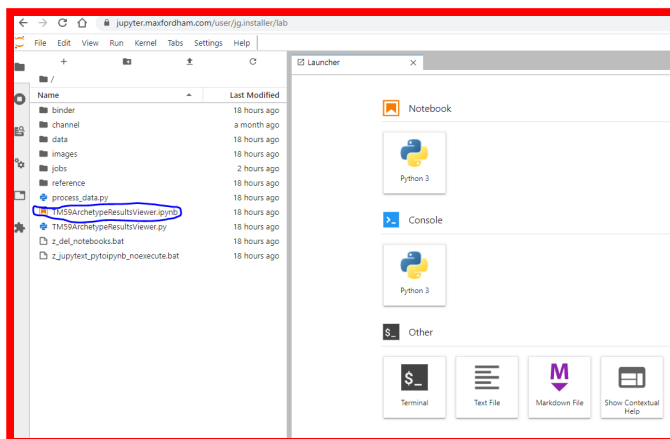 jupyter.maxfordham.com/user/jg.installer/lab
File Edit View Run Kernel Tabs Settings Help
Launcher
/
Name Last Modified
binder 18 hours ago
channel a month ago
data 18 hours ago
images 18 hours ago
jobs 2 hours ago
reference 18 hours ago
process_data.py 18 hours ago
TM59ArchetypeResultsViewer.ipynb 18 hours ago
TM59ArchetypeResultsViewer.py 18 hours ago
z_del_notebooks.bat 18 hours ago
z_jupytext_pytoipynb_noexecute.bat 18 hours ago
Notebook
Python 3
Console
Python 3
$_ Other
$_
M
Terminal Text File Markdown File Show Contextual
Help